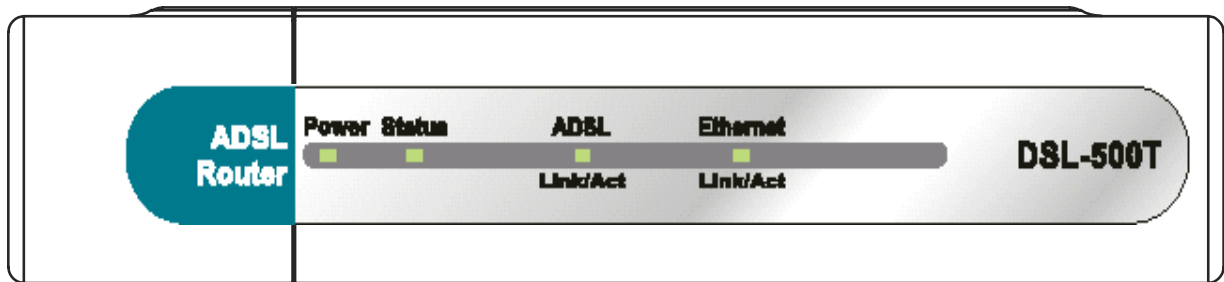 ADSL
Router
Power Status ADSL Ethernet
Link/Act Link/Act
DSL-500T